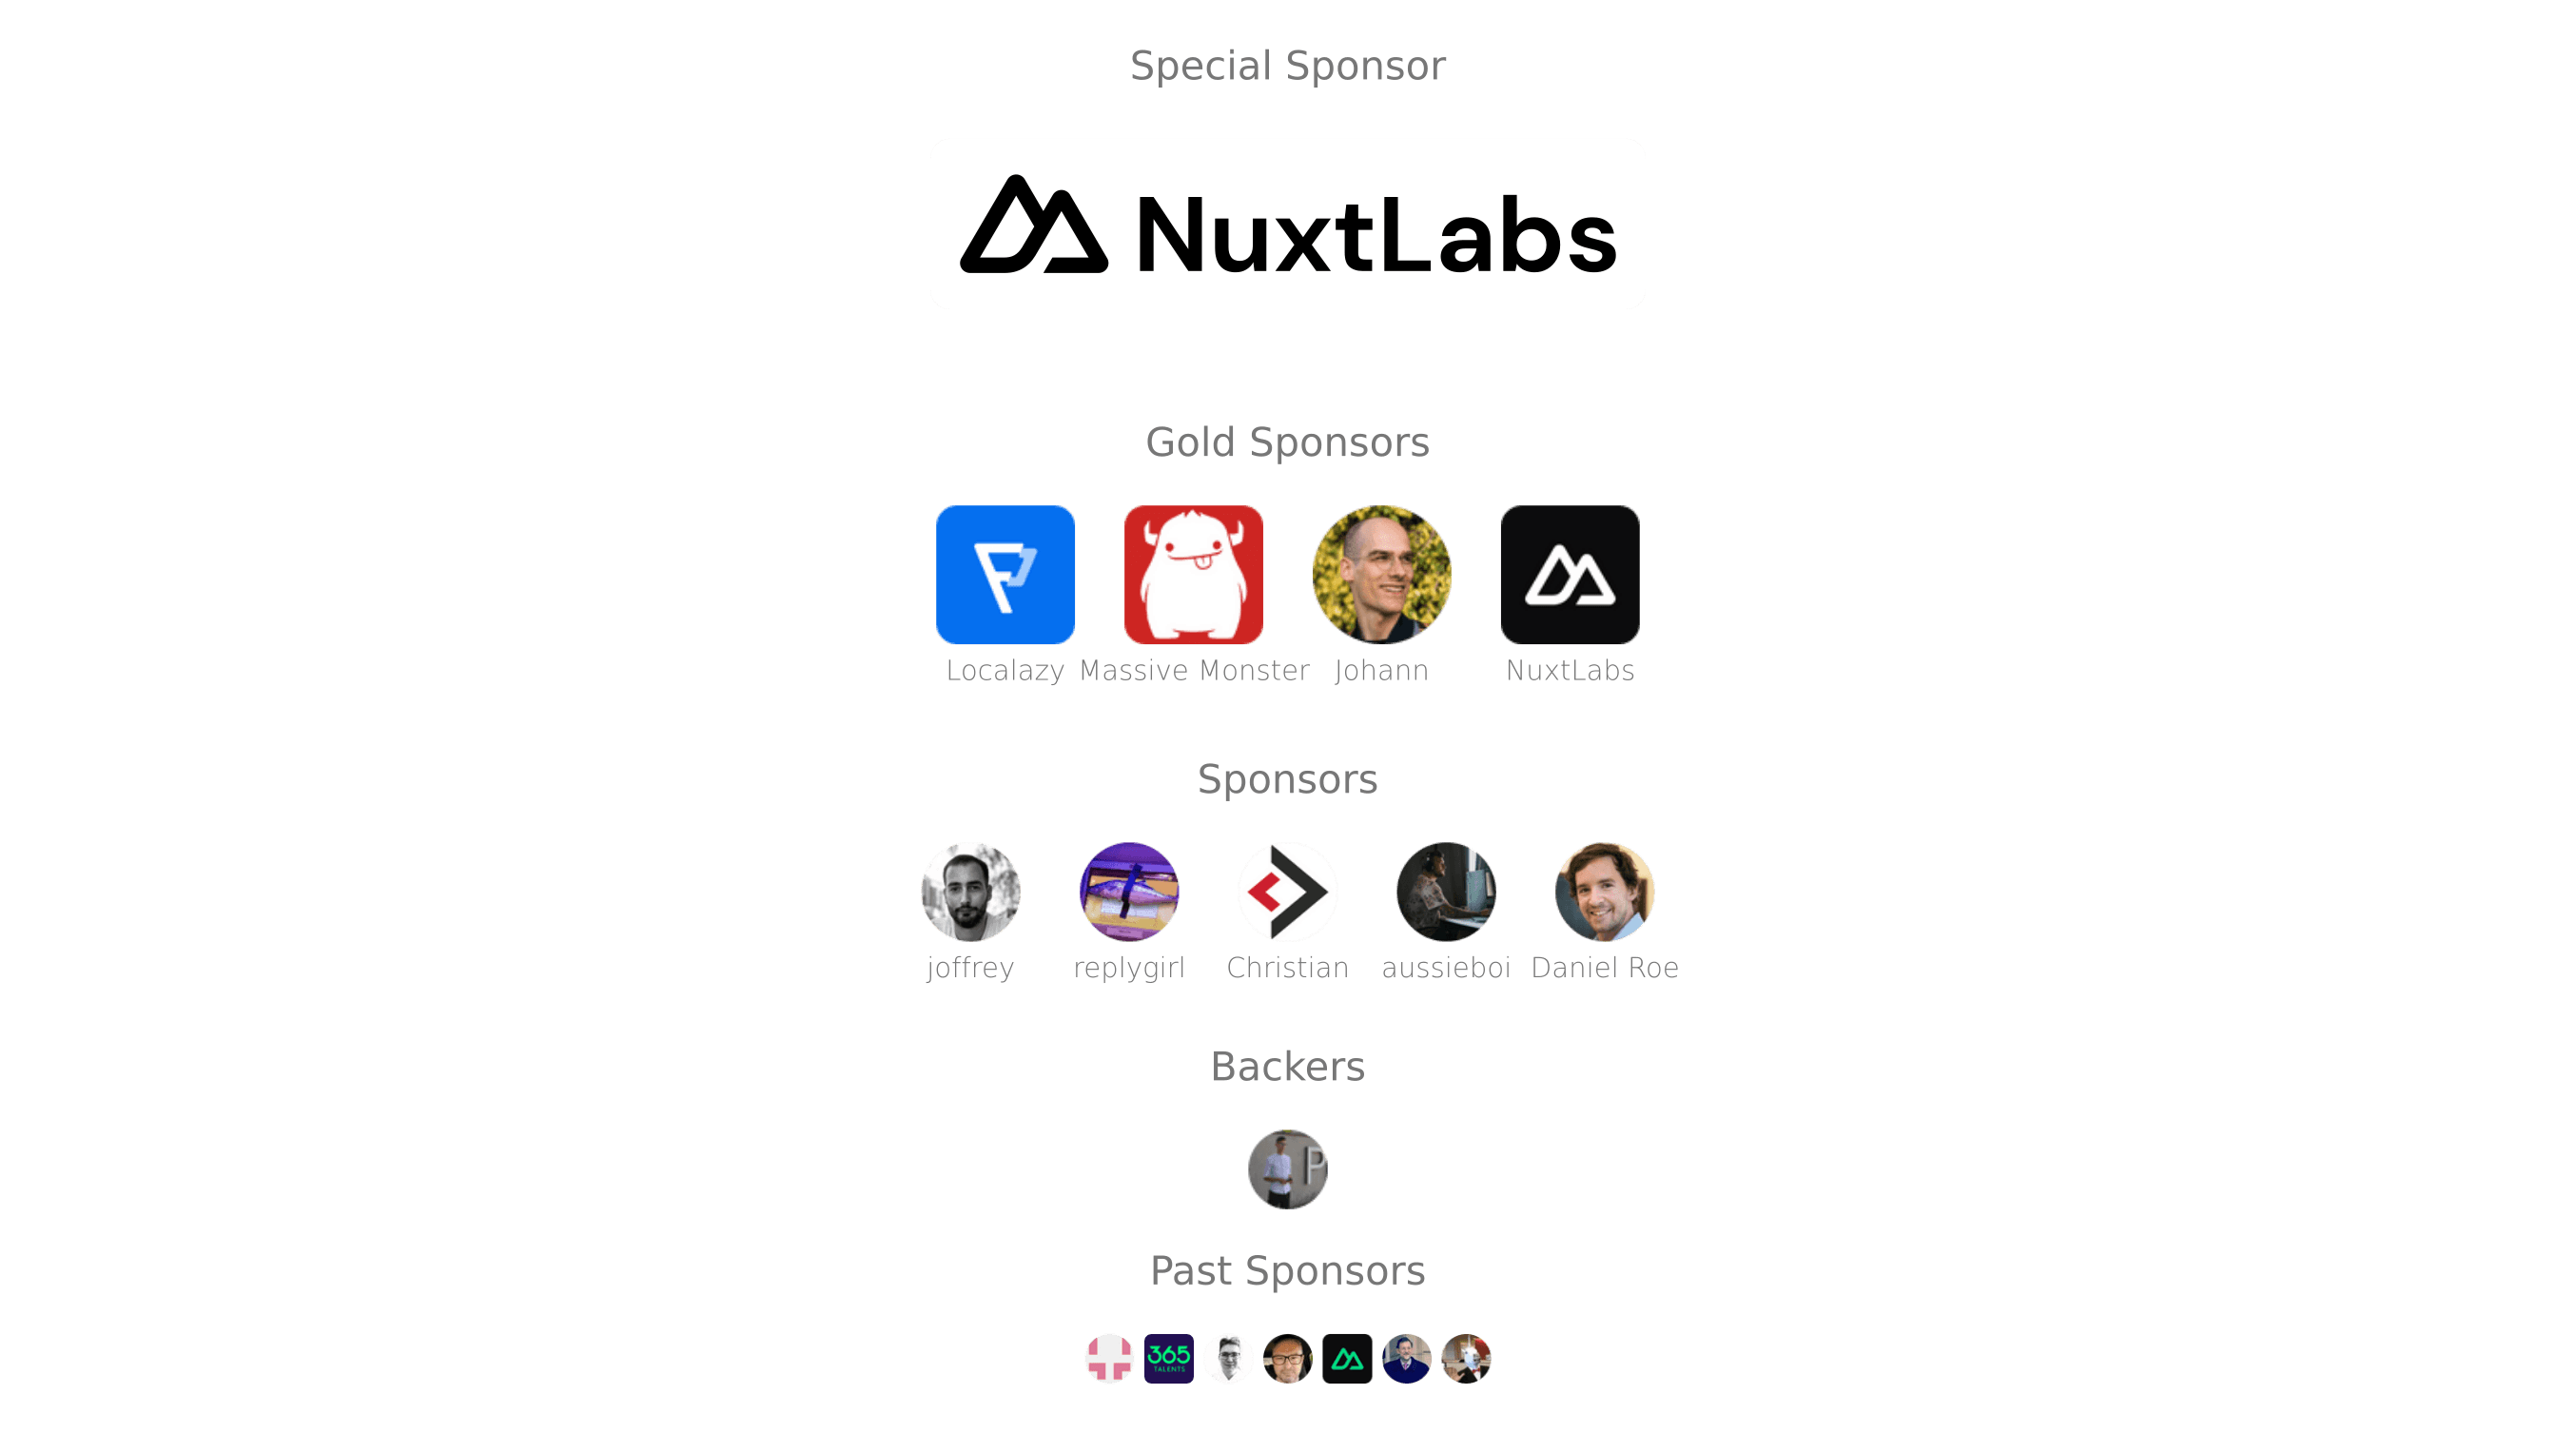 Special Sponsor
NuxtLabs
Gold Sponsors
Localazy Massive Monster Johann NuxtLabs
Sponsors
joffrey replygirl Christian aussieboi Daniel Roe
Backers
P
Past Sponsors
365
TALENTS